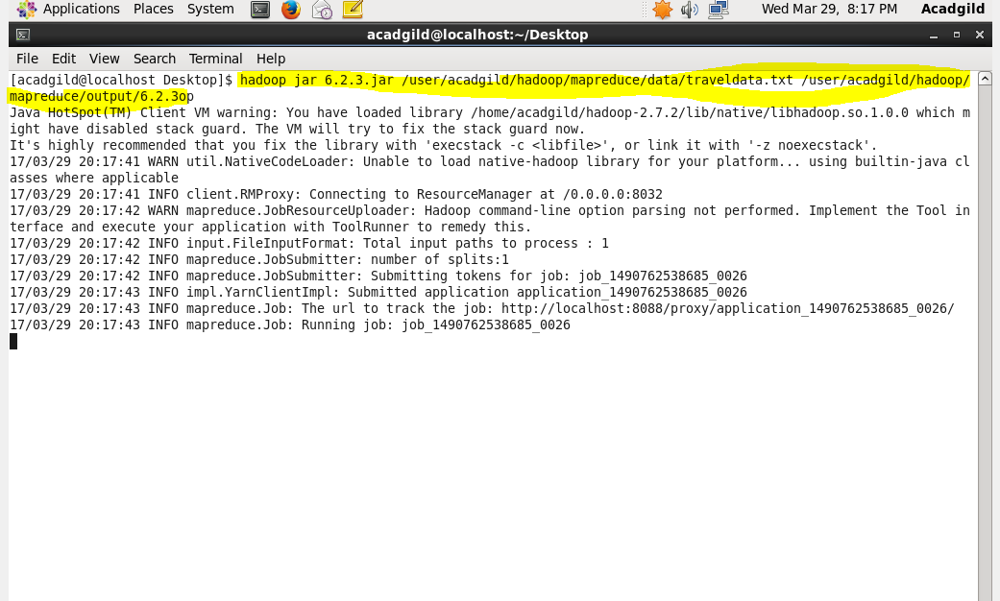 Applications Places System Wed Mar 29, 8:17 PM Acadgild
acadgild@localhost:~/Desktop
File Edit View Search Terminal Help
[acadgild@localhost Desktop]$ hadoop jar 6.2.3.jar /user/acadgild/hadoop/mapreduce/data/traveldata.txt /user/acadgild/hadoop/
mapreduce/output/6.2.3op
Java HotSpot(TM) Client VM warning: You have loaded library /home/acadgild/hadoop-2.7.2/lib/native/libhadoop.so.1.0.0 which m
ight have disabled stack guard. The VM will try to fix the stack guard now.
It's highly recommended that you fix the library with 'execstack -c <libfile>', or link it with '-z noexecstack'.
17/03/29 20:17:41 WARN util.NativeCodeLoader: Unable to load native-hadoop library for your platform... using builtin-java cl
asses where applicable
17/03/29 20:17:41 INFO client.RMProxy: Connecting to ResourceManager at /0.0.0.0:8032
17/03/29 20:17:42 WARN mapreduce.JobResourceUploader: Hadoop command-line option parsing not performed. Implement the Tool in
terface and execute your application with ToolRunner to remedy this.
17/03/29 20:17:42 INFO input.FileInputFormat: Total input paths to process : 1
17/03/29 20:17:42 INFO mapreduce.JobSubmitter: number of splits:1
17/03/29 20:17:42 INFO mapreduce.JobSubmitter: Submitting tokens for job: job_1490762538685_0026
17/03/29 20:17:43 INFO impl.YarnClientImpl: Submitted application application_1490762538685_0026
17/03/29 20:17:43 INFO mapreduce.Job: The url to track the job: http://localhost:8088/proxy/application_1490762538685_0026/
17/03/29 20:17:43 INFO mapreduce.Job: Running job: job_1490762538685_0026